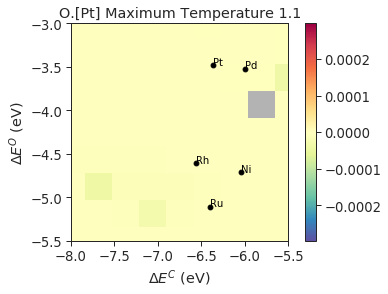 O.[Pt] Maximum Temperature 1.1
−3.0
−3.5
−4.0
−4.5
−5.0
−5.5
ΔE^O (eV)
Pt
Pd
Rh
Ni
Ru
−8.0 −7.5 −7.0 −6.5 −6.0 −5.5
ΔE^C (eV)
0.0002
0.0001
0.0000
−0.0001
−0.0002